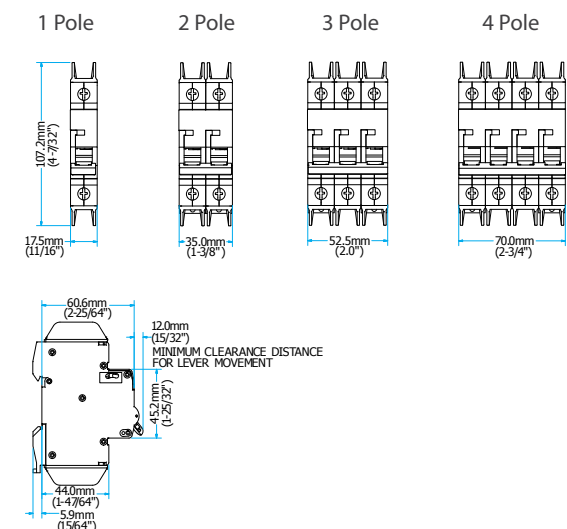 1 Pole
2 Pole
3 Pole
4 Pole
107.2mm
(4-7/32")
17.5mm
(11/16")
35.0mm
(1-3/8")
52.5mm
(2.0")
70.0mm
(2-3/4")
60.6mm
(2-25/64")
12.0mm
(15/32")
MINIMUM CLEARANCE DISTANCE
FOR LEVER MOVEMENT
45.2mm
(1-25/32")
44.0mm
(1-47/64")
5.9mm
(15/64")